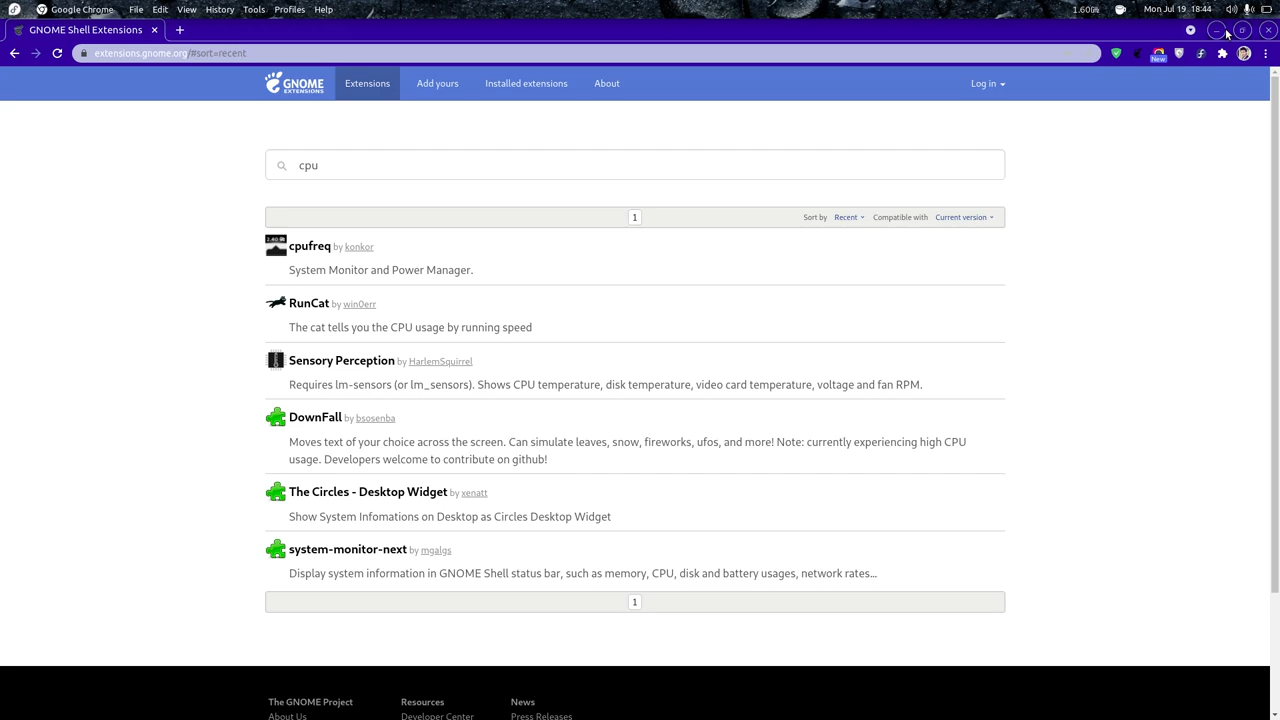 Google Chrome File Edit View History Tools Profiles Help 1.600% Mon Jul 19, 18:44
GNOME Shell Extensions
extensions.gnome.org/#sort=recent New
GNOME EXTENSIONS Extensions Add yours Installed extensions About Log in
cpu
1 Sort by Recent Compatible with Current version
cpufreq by konkor
System Monitor and Power Manager.
RunCat by win0err
The cat tells you the CPU usage by running speed
Sensory Perception by HarlemSquirrel
Requires lm-sensors (or lm_sensors). Shows CPU temperature, disk temperature, video card temperature, voltage and fan RPM.
DownFall by bsosenba
Moves text of your choice across the screen. Can simulate leaves, snow, fireworks, ufos, and more! Note: currently experiencing high CPU
usage. Developers welcome to contribute on github!
The Circles - Desktop Widget by xenatt
Show System Infomations on Desktop as Circles Desktop Widget
system-monitor-next by mgalgs
Display system information in GNOME Shell status bar, such as memory, CPU, disk and battery usages, network rates…
1
The GNOME Project Resources News
About Us Developer Center Press Releases